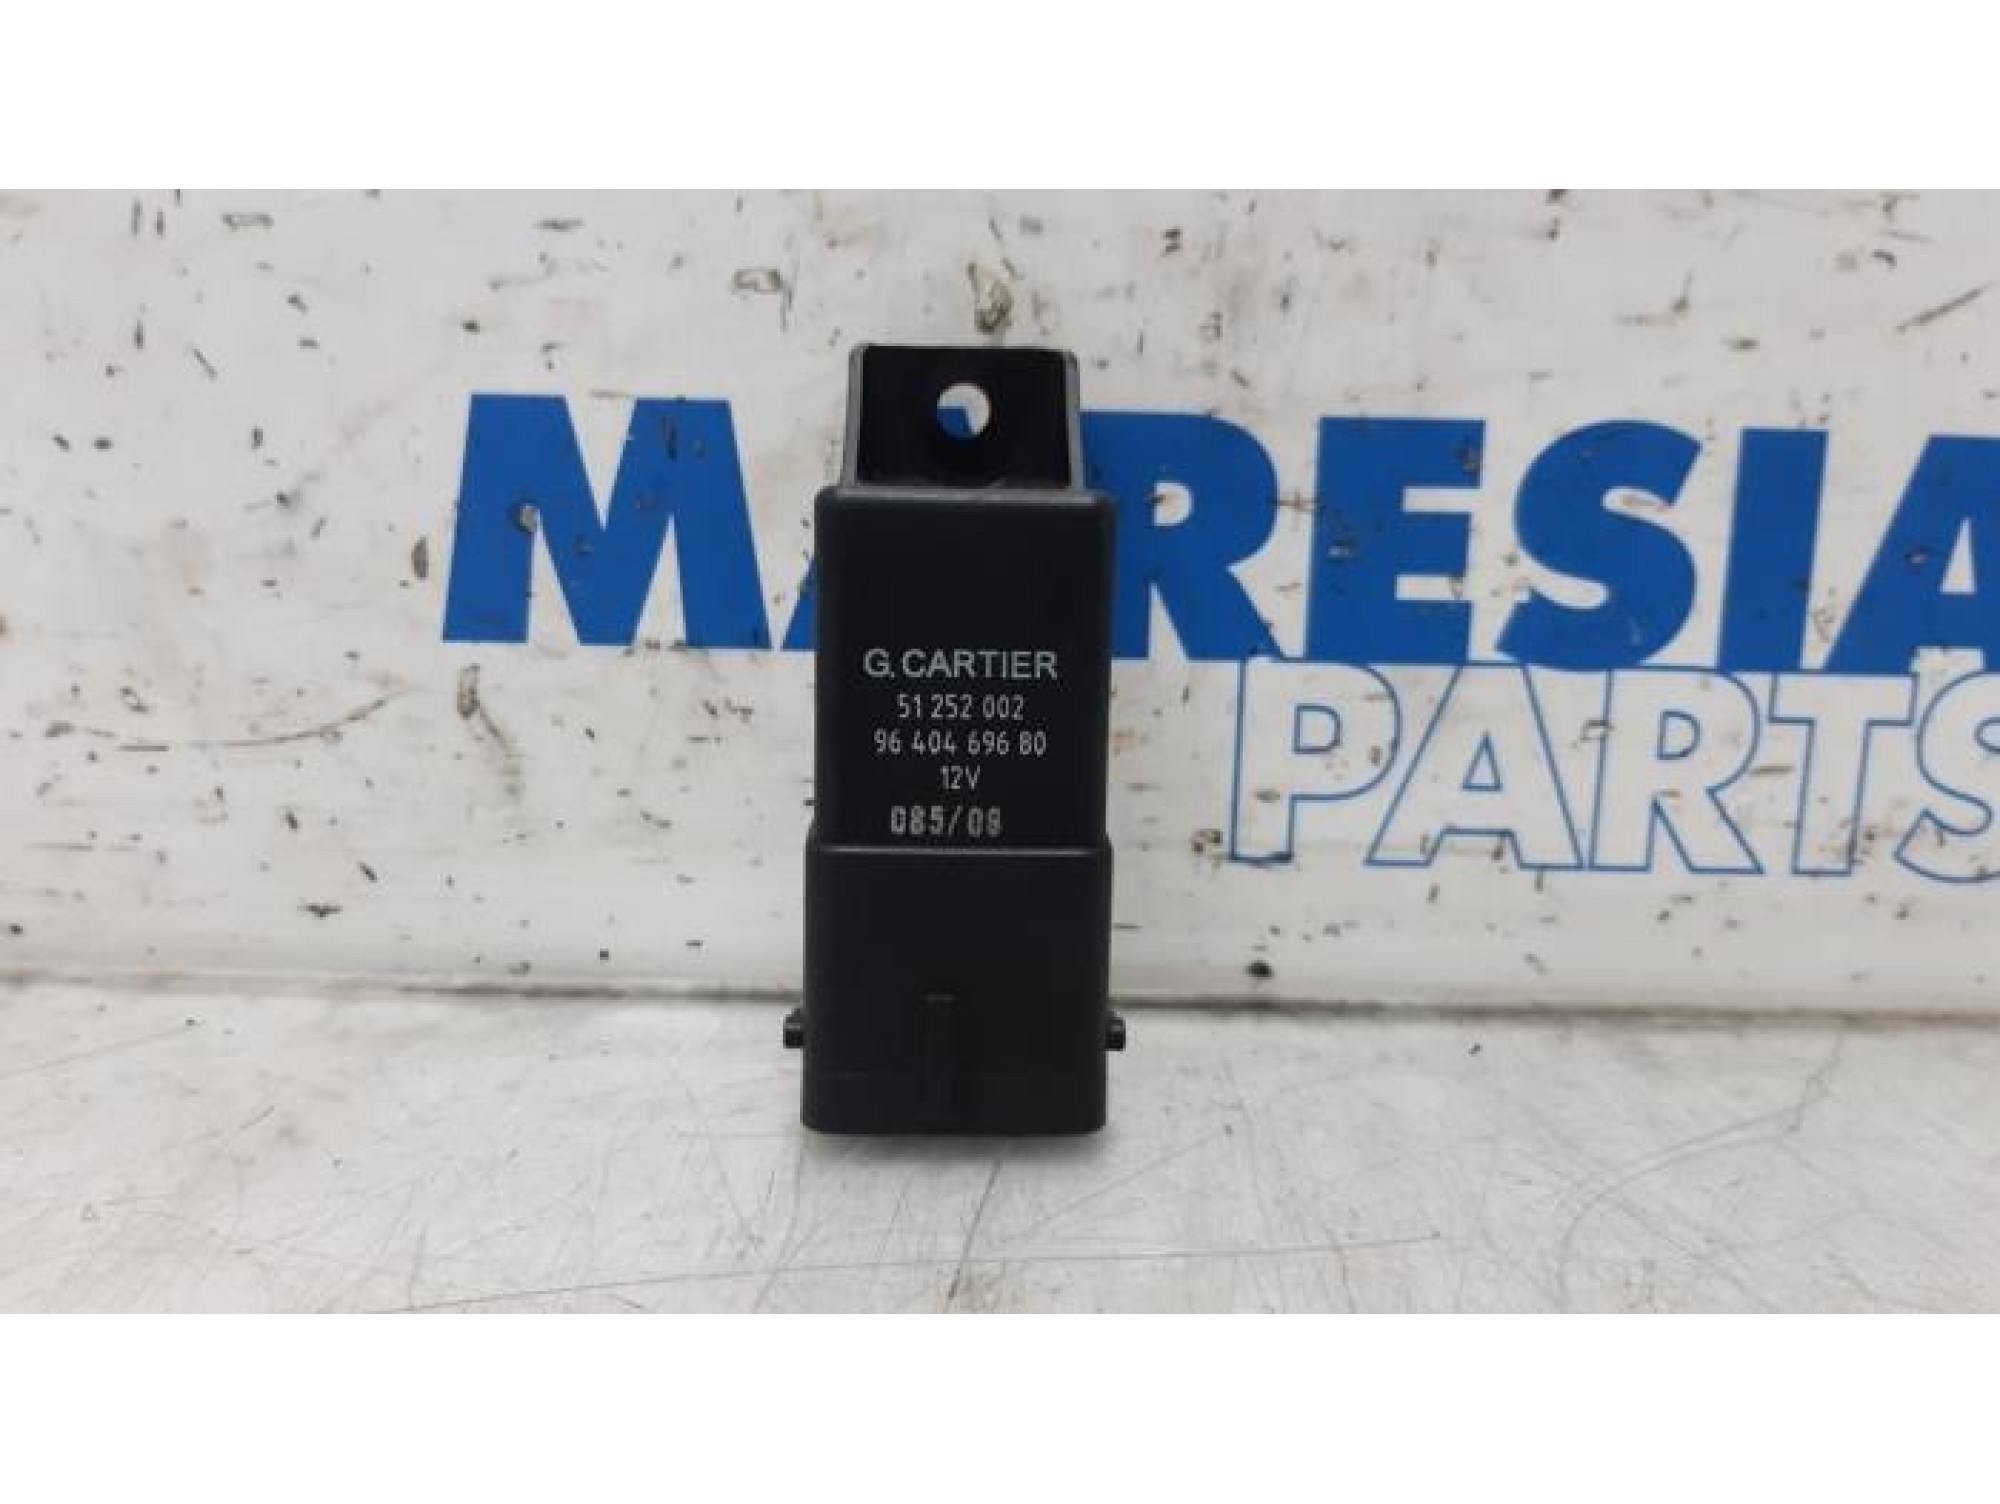 MARESIA
PARTS
G. CARTIER
51 252 002
96 404 696 80
12V
085/09